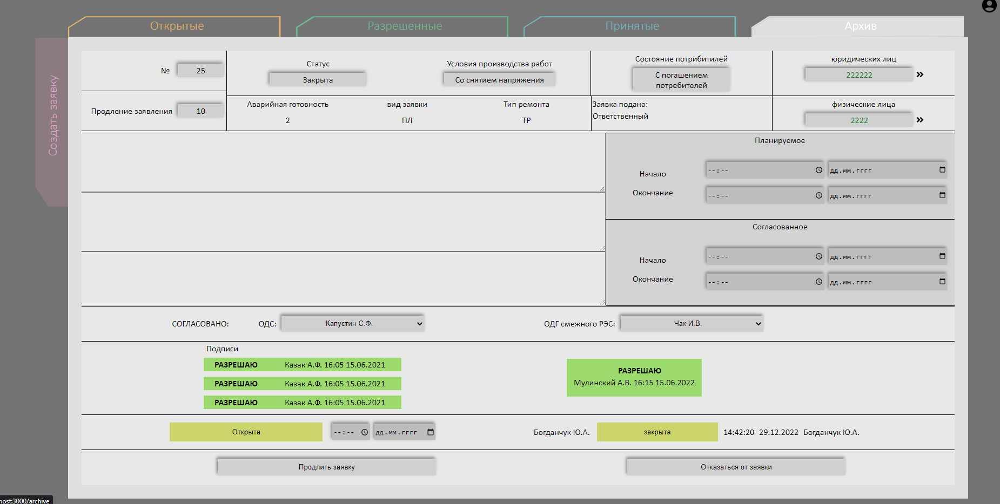 Открытые
Разрешенные
Принятые
Архив
Создать заявку
№
25
Статус
Закрыта
Условия производства работ
Со снятием напряжения
Состояние потрибитилей
С погашением
потребителей
юридических лиц
222222
Продление заявления
10
Аварийная готовность
2
вид заявки
ПЛ
Тип ремонта
ТР
Заявка подана:
Ответственный
физические лица
2222
Планируемое
Начало
--:--
дд.мм.гггг
Окончание
--:--
дд.мм.гггг
Согласованное
Начало
--:--
дд.мм.гггг
Окончание
--:--
дд.мм.гггг
СОГЛАСОВАНО:
ОДС:
Капустин С.Ф.
ОДГ смежного РЭС:
Чак И.В.
Подписи
РАЗРЕШАЮ Казак А.Ф. 16:05 15.06.2021
РАЗРЕШАЮ Казак А.Ф. 16:05 15.06.2021
РАЗРЕШАЮ Казак А.Ф. 16:05 15.06.2021
РАЗРЕШАЮ
Мулинский А.В. 16:15 15.06.2022
Открыта
--:--
дд.мм.гггг
Богданчук Ю.А.
закрыта
14:42:20 29.12.2022 Богданчук Ю.А.
Продлить заявку
Отказаться от заявки
host:3000/archive